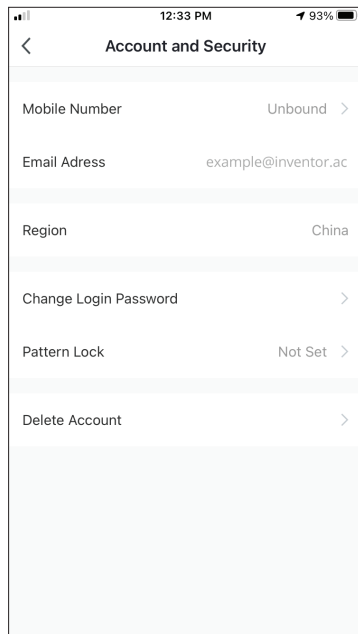 12:33 PM 93%
Account and Security
Mobile Number Unbound
Email Adress example@inventor.ac
Region China
Change Login Password
Pattern Lock Not Set
Delete Account